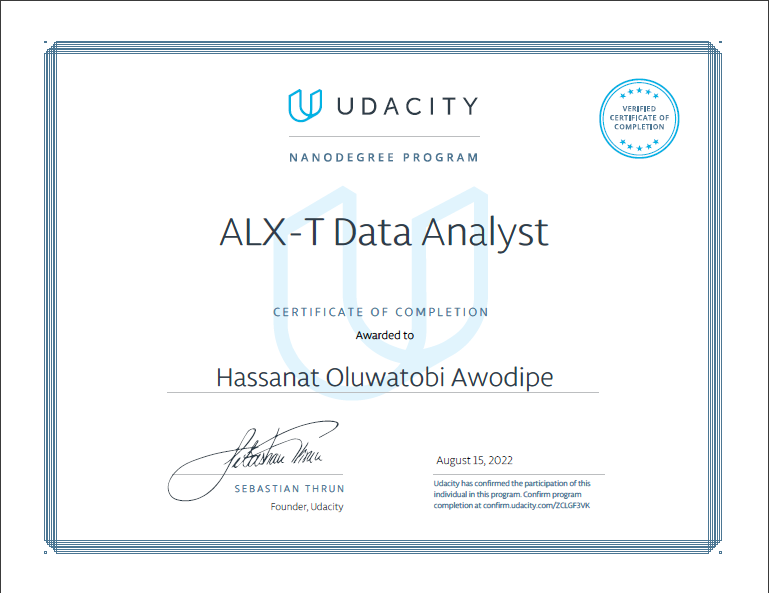 UDACITY
VERIFIED
CERTIFICATE OF
COMPLETION
NANODEGREE PROGRAM
ALX-T Data Analyst
CERTIFICATE OF COMPLETION
Awarded to
Hassanat Oluwatobi Awodipe
Sebastian Thrun
SEBASTIAN THRUN
Founder, Udacity
August 15, 2022
Udacity has confirmed the participation of this
individual in this program. Confirm program
completion at confirm.udacity.com/ZCLGF3VK